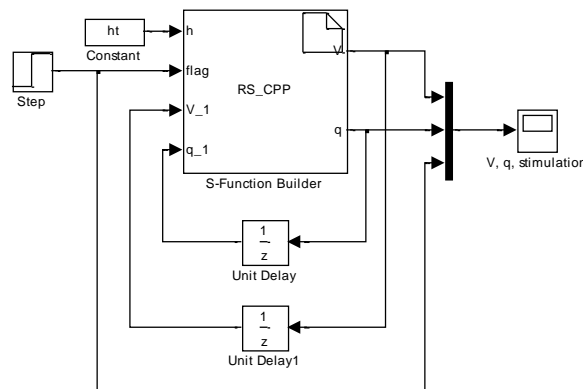 ht
Constant
Step
h
flag
V_1
q_1
RS_CPP
V
q
S-Function Builder
V, q, stimulation
1
z
Unit Delay
1
z
Unit Delay1